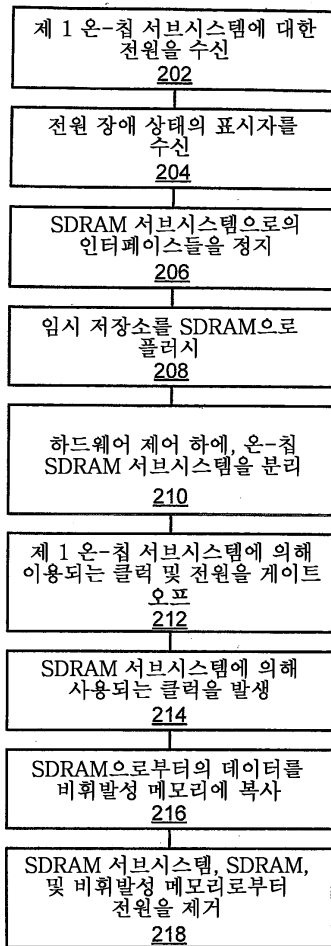 제 1 온-칩 서브시스템에 대한
전원을 수신
202
전원 장애 상태의 표시자를
수신
204
SDRAM 서브시스템으로의
인터페이스들을 정지
206
임시 저장소를 SDRAM으로
플러시
208
하드웨어 제어 하에, 온-칩
SDRAM 서브시스템을 분리
210
제 1 온-칩 서브시스템에 의해
이용되는 클럭 및 전원을 게이트
오프
212
SDRAM 서브시스템에 의해
사용되는 클럭을 발생
214
SDRAM으로부터의 데이터를
비휘발성 메모리에 복사
216
SDRAM 서브시스템, SDRAM,
및 비휘발성 메모리로부터
전원을 제거
218